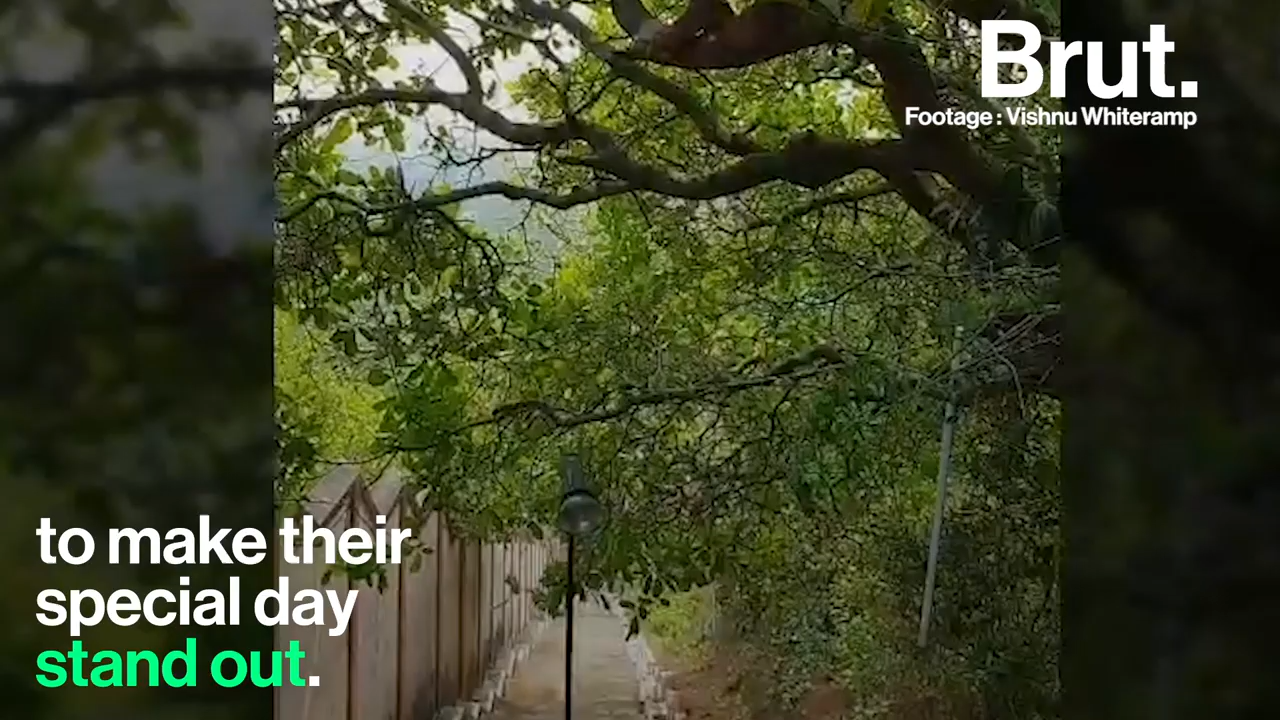 Brut.
Footage : Vishnu Whiteramp
to make their
special day
stand out.